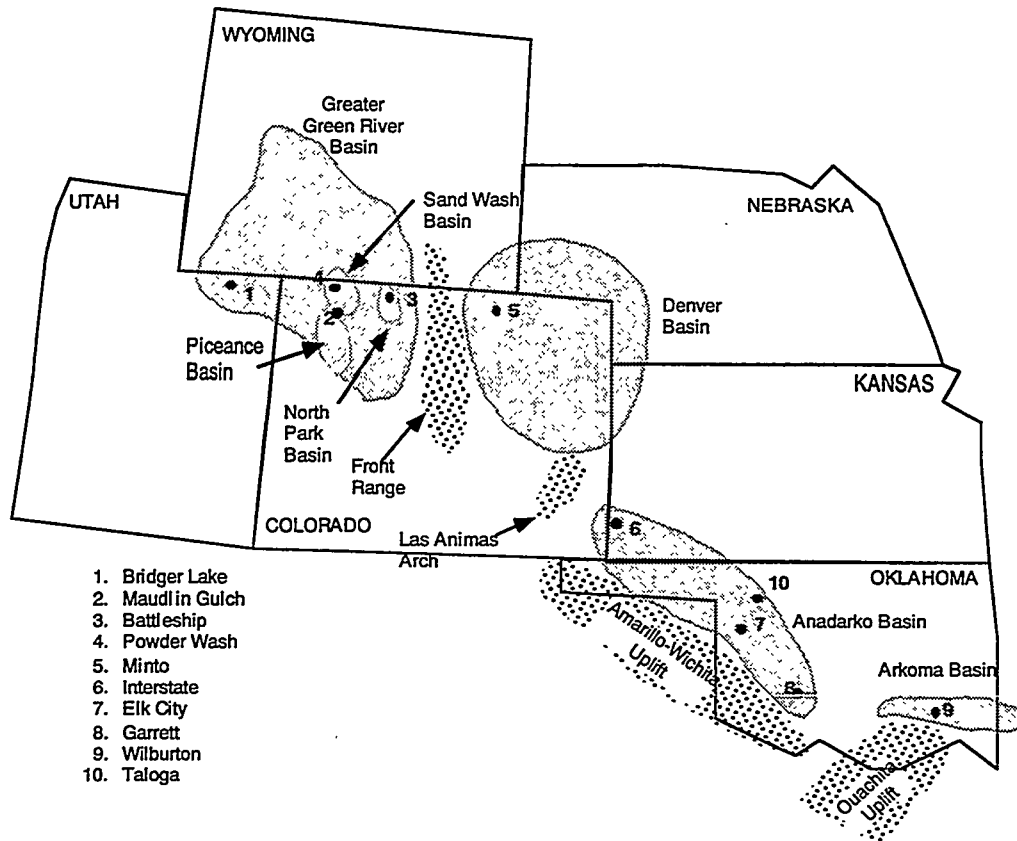 WYOMING
Greater
Green River
Basin
Sand Wash
Basin
UTAH
NEBRASKA
4
1
3
2
5
Denver
Basin
Piceance
Basin
KANSAS
North
Park
Basin
Front
Range
COLORADO
Las Animas
Arch
6
OKLAHOMA
10
7
Anadarko Basin
Amarillo-Wichita
Uplift
8
Arkoma Basin
9
Ouachita
Uplift
1. Bridger Lake
2. Maudlin Gulch
3. Battleship
4. Powder Wash
5. Minto
6. Interstate
7. Elk City
8. Garrett
9. Wilburton
10. Taloga